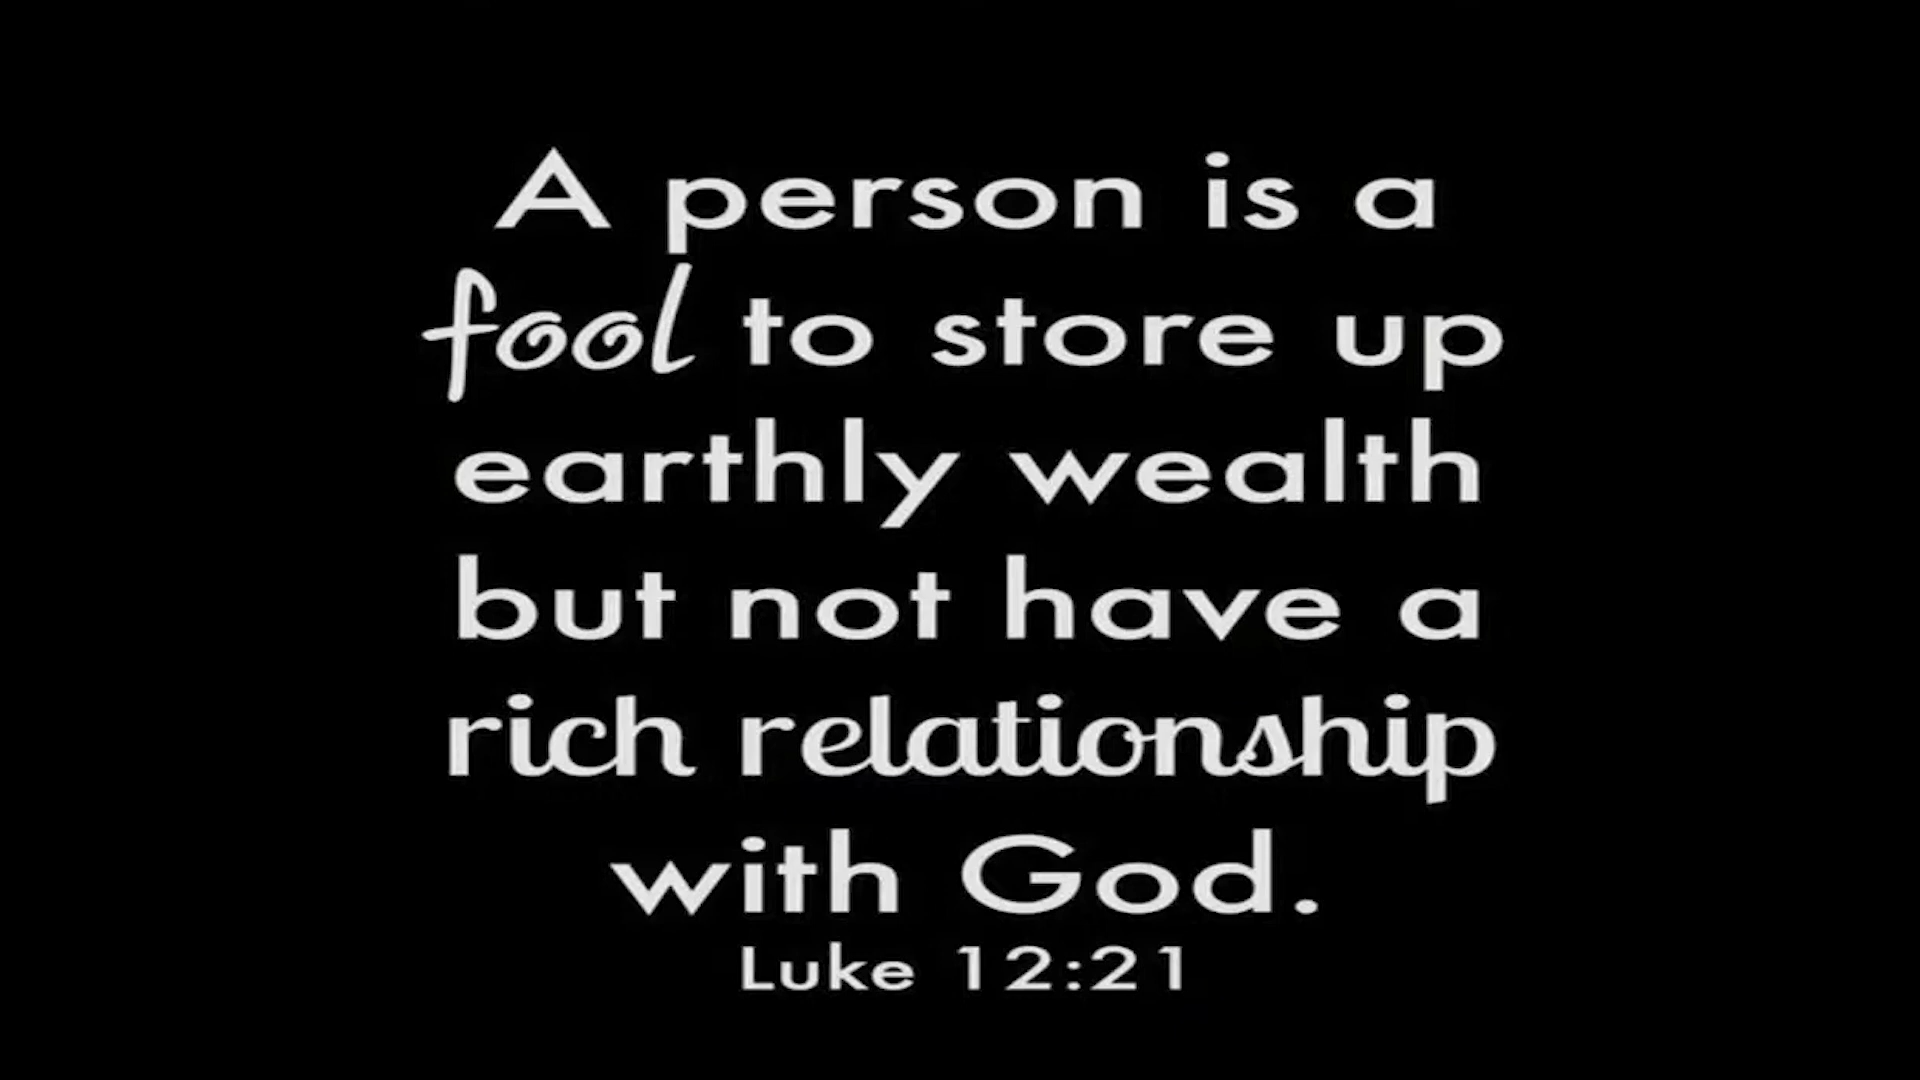 A person is a
fool to store up
earthly wealth
but not have a
rich relationship
with God.
Luke 12:21